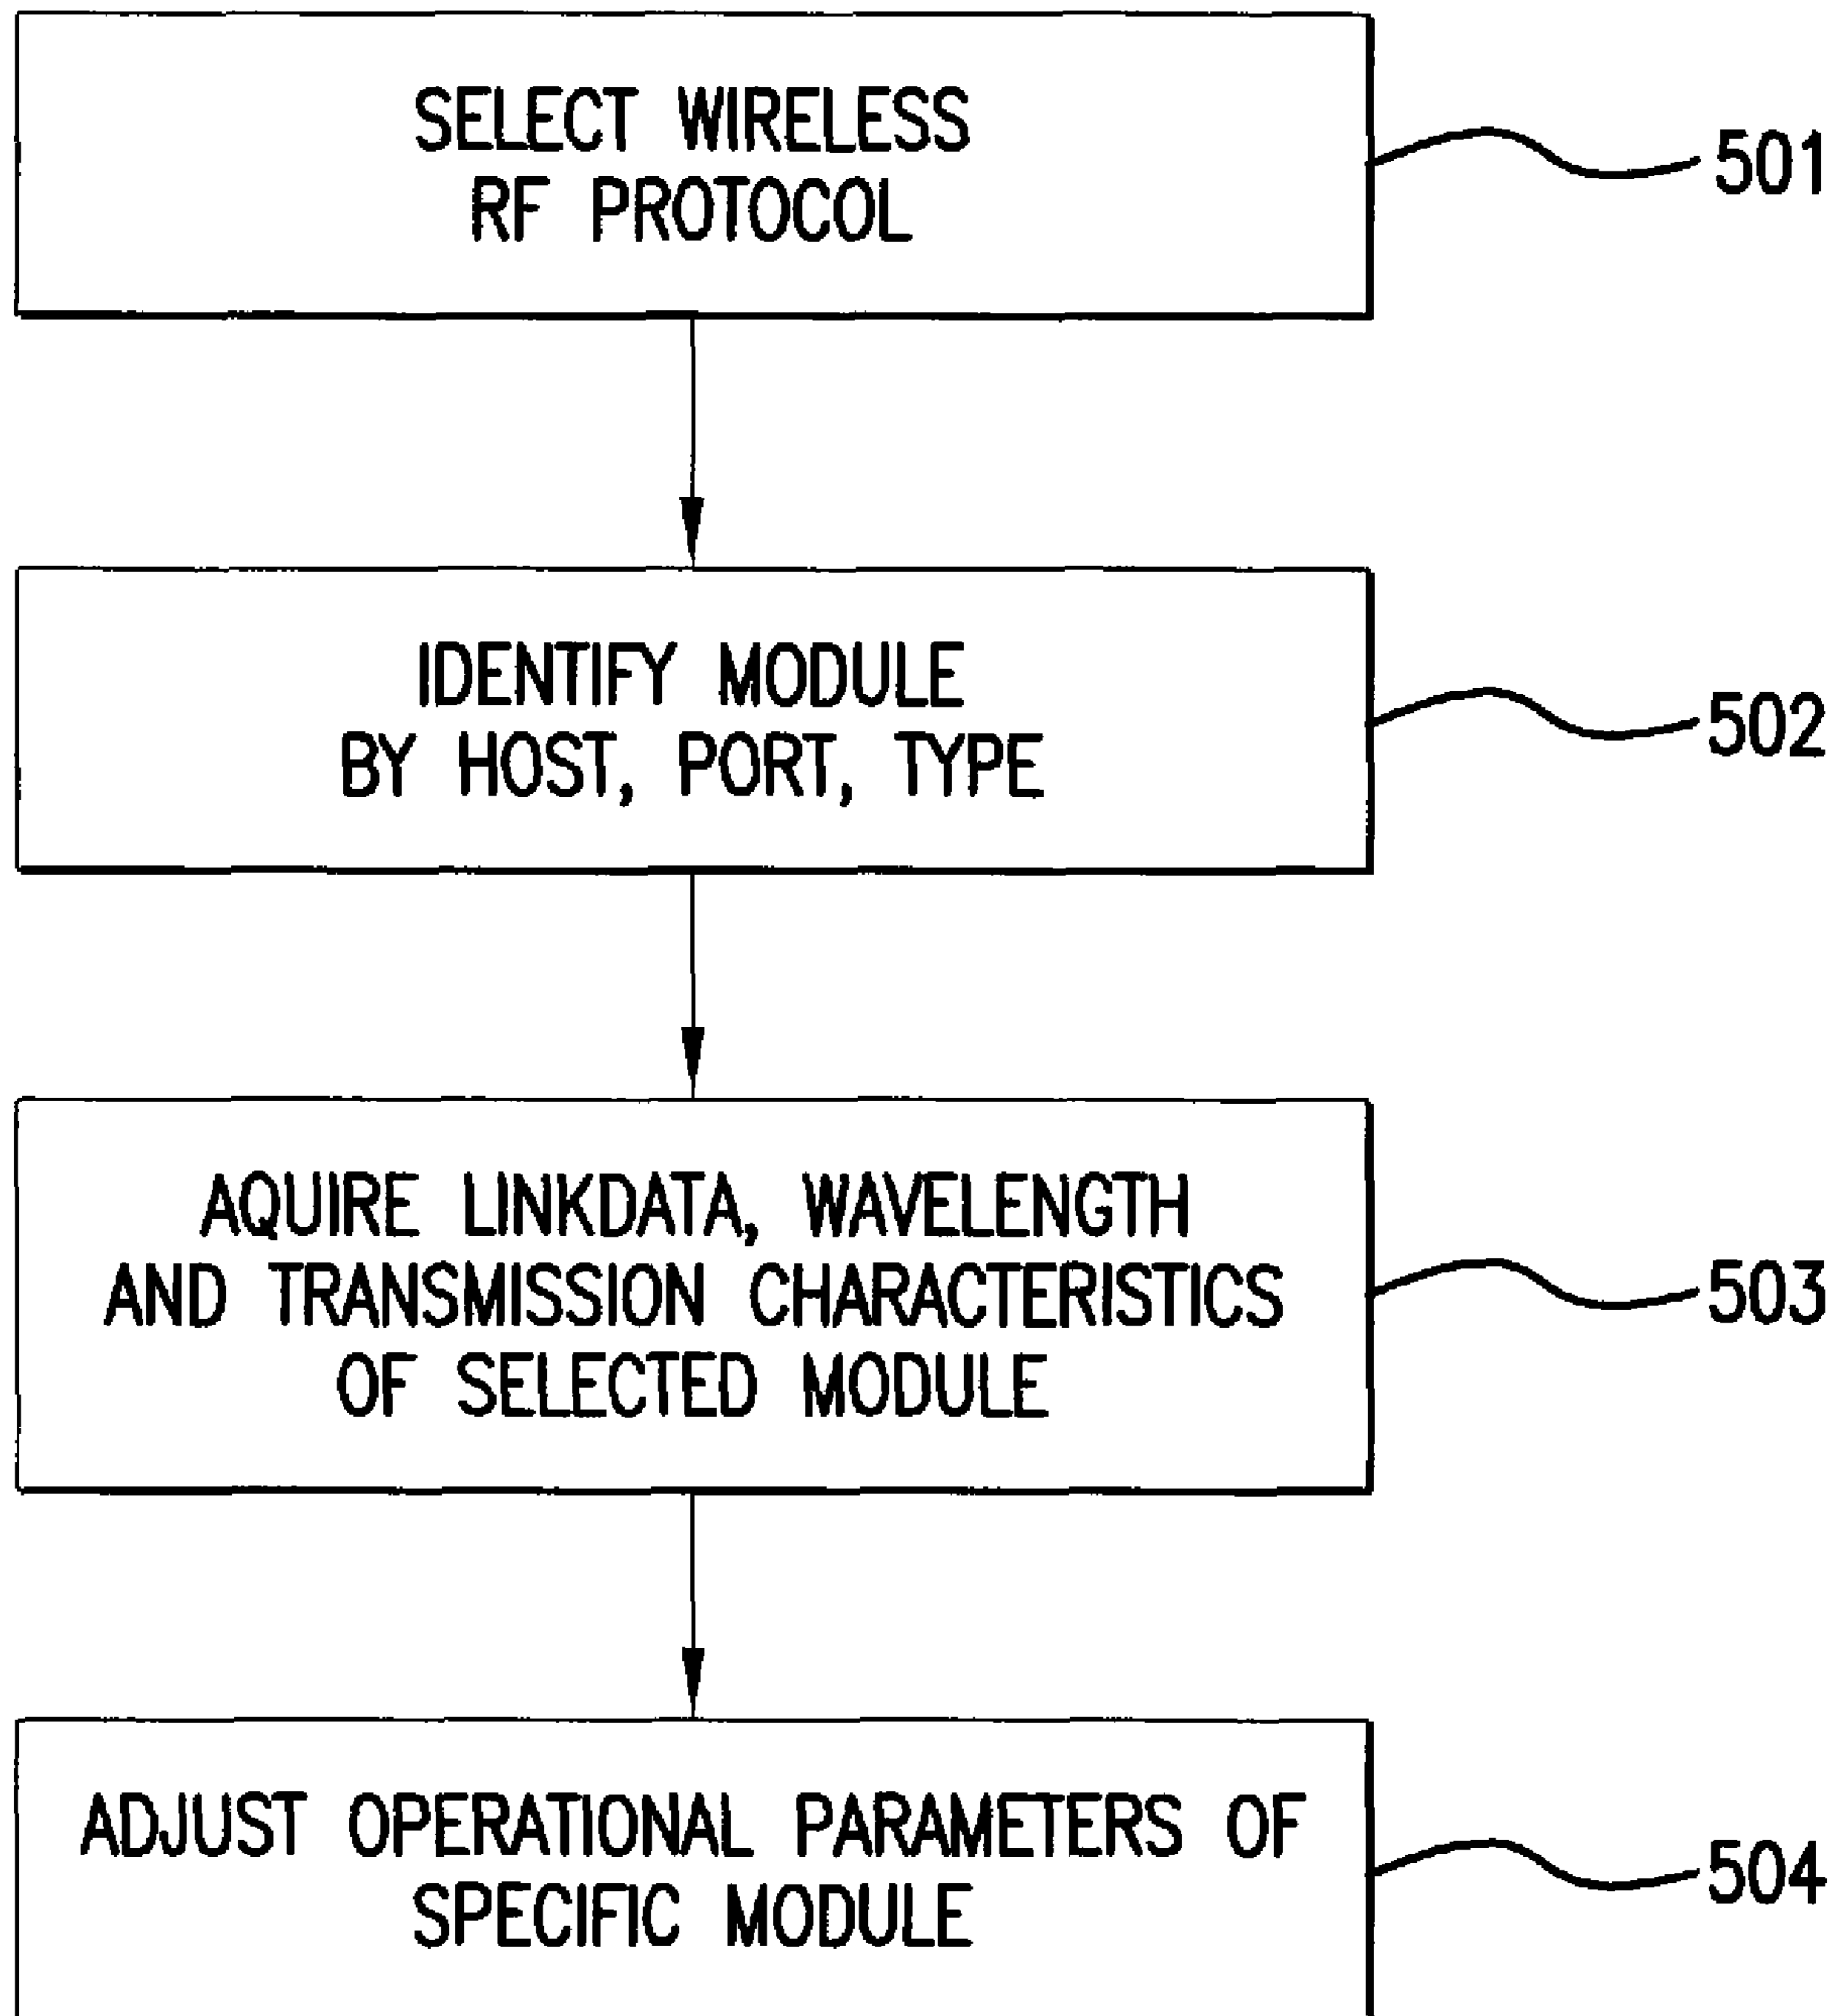 SELECT WIRELESS
RF PROTOCOL
501
IDENTIFY MODULE
BY HOST, PORT, TYPE
502
AQUIRE LINKDATA, WAVELENGTH
AND TRANSMISSION CHARACTERISTICS
OF SELECTED MODULE
503
ADJUST OPERATIONAL PARAMETERS OF
SPECIFIC MODULE
504